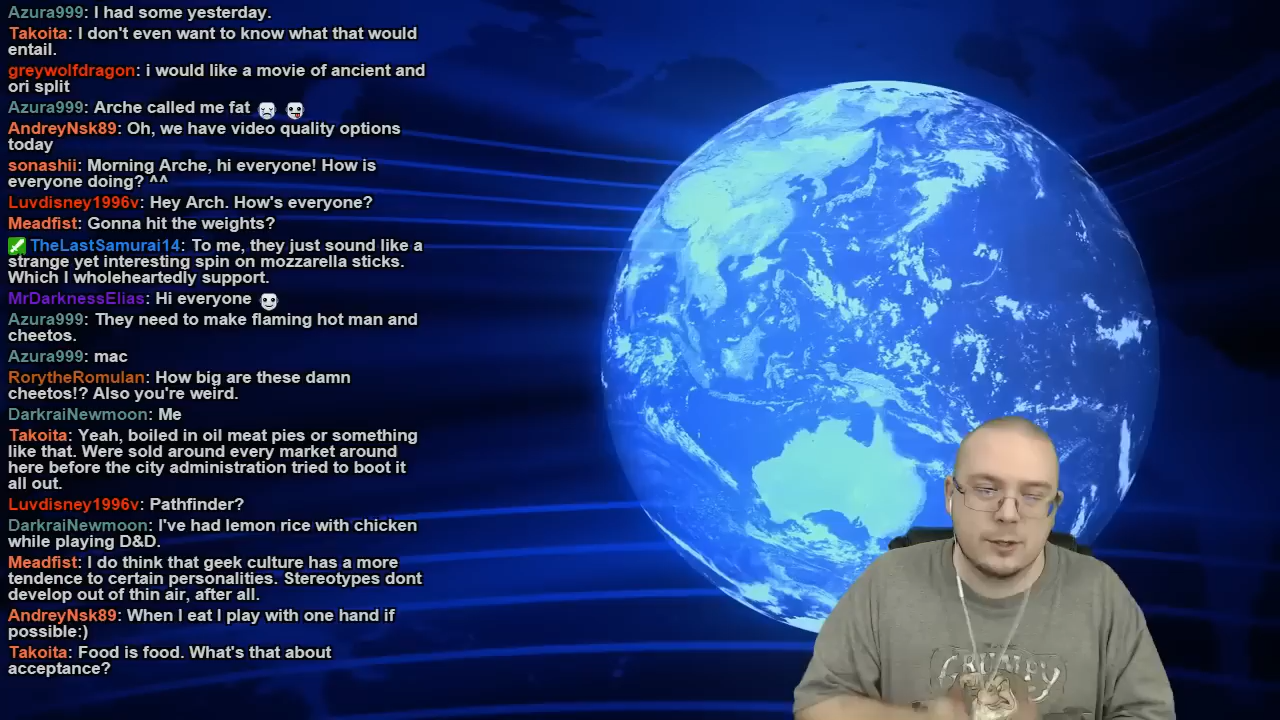 Azura999: I had some yesterday.
Takoita: I don't even want to know what that would
entail.
greywolfdragon: i would like a movie of ancient and
ori split
Azura999: Arche called me fat
AndreyNsk89: Oh, we have video quality options
today
sonashii: Morning Arche, hi everyone! How is
everyone doing? ^^
Luvdisney1996v: Hey Arch. How's everyone?
Meadfist: Gonna hit the weights?
TheLastSamurai14: To me, they just sound like a
strange yet interesting spin on mozzarella sticks.
Which I wholeheartedly support.
MrDarknessElias: Hi everyone
Azura999: They need to make flaming hot man and
cheetos.
Azura999: mac
RorytheRomulan: How big are these damn
cheetos!? Also you're weird.
DarkraiNewmoon: Me
Takoita: Yeah, boiled in oil meat pies or something
like that. Were sold around every market around
here before the city administration tried to boot it
all out.
Luvdisney1996v: Pathfinder?
DarkraiNewmoon: I've had lemon rice with chicken
while playing D&D.
Meadfist: I do think that geek culture has a more
tendence to certain personalities. Stereotypes dont
develop out of thin air, after all.
AndreyNsk89: When I eat I play with one hand if
possible:)
Takoita: Food is food. What's that about
acceptance?
GRUMPY